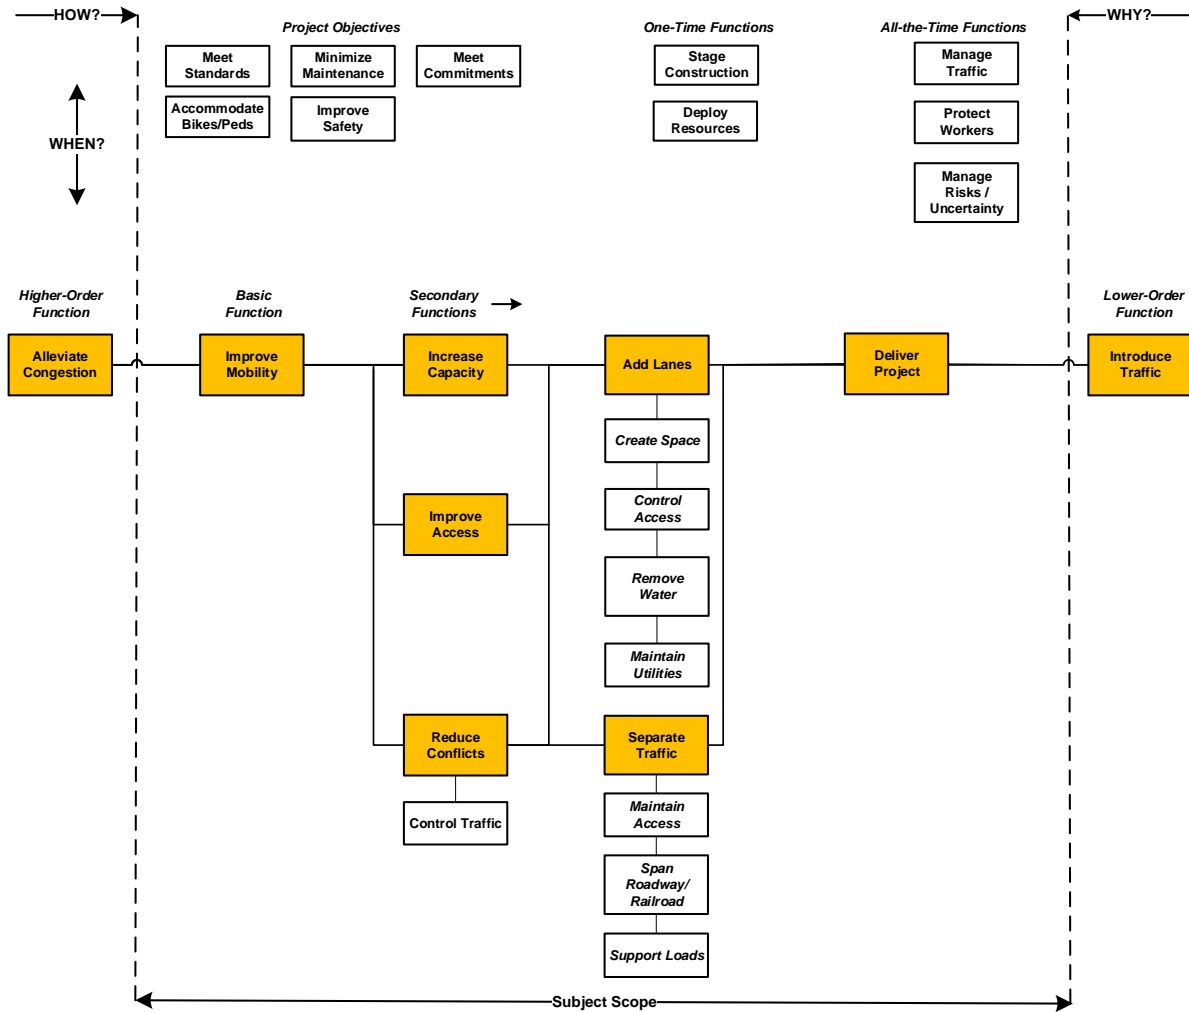 HOW?
WHY?
Project Objectives
One-Time Functions
All-the-Time Functions
Meet
Standards
Minimize
Maintenance
Meet
Commitments
Stage
Construction
Manage
Traffic
Accommodate
Bikes/Peds
Improve
Safety
Deploy
Resources
Protect
Workers
WHEN?
Manage
Risks /
Uncertainty
Higher-Order
Function
Basic
Function
Secondary
Functions
Lower-Order
Function
Alleviate
Congestion
Improve
Mobility
Increase
Capacity
Add Lanes
Deliver
Project
Introduce
Traffic
Create Space
Control
Access
Improve
Access
Remove
Water
Maintain
Utilities
Reduce
Conflicts
Separate
Traffic
Control Traffic
Maintain
Access
Span
Roadway/
Railroad
Support Loads
Subject Scope